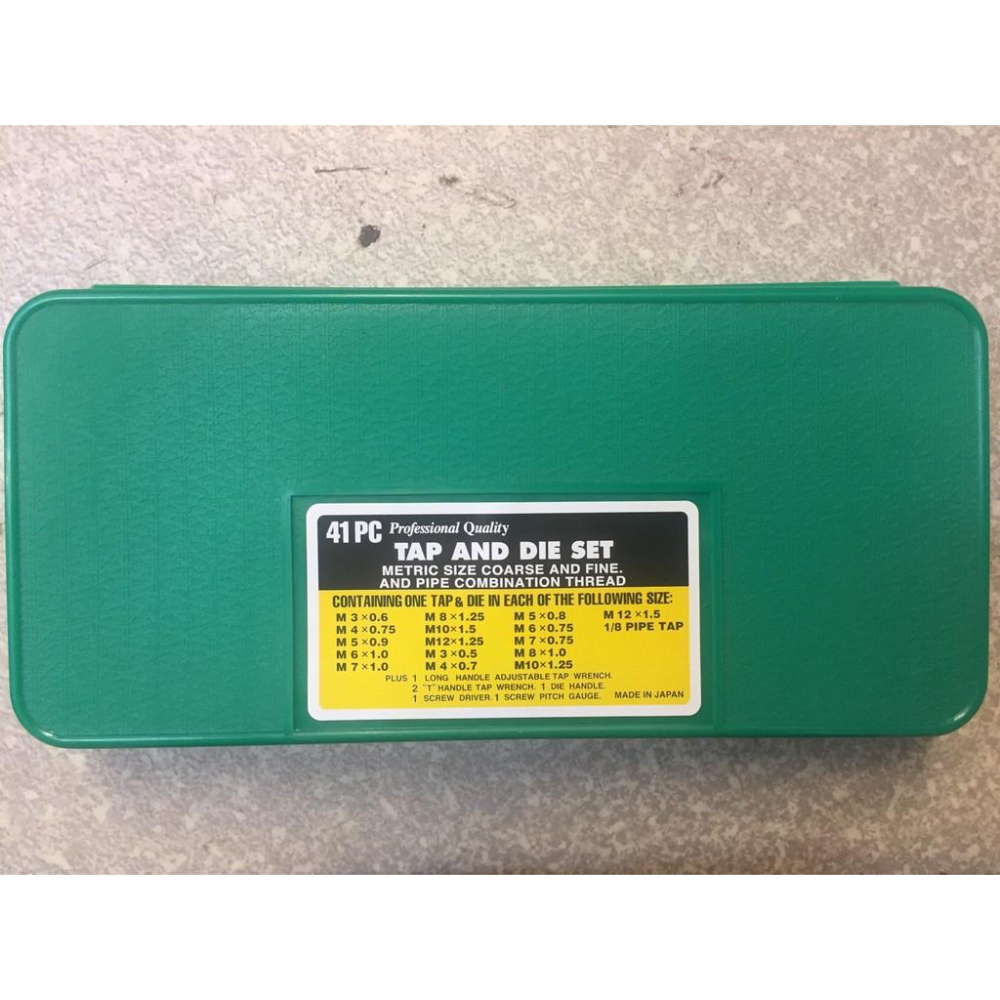 41 PC Professional Quality
TAP AND DIE SET
METRIC SIZE COARSE AND FINE.
AND PIPE COMBINATION THREAD
CONTAINING ONE TAP & DIE IN EACH OF THE FOLLOWING SIZE:
M 3×0.6 M 8×1.25 M 5×0.8 M 12×1.5
M 4×0.75 M10×1.5 M 6×0.75 1/8 PIPE TAP
M 5×0.9 M12×1.25 M 7×0.75
M 6×1.0 M 3×0.5 M 8×1.0
M 7×1.0 M 4×0.7 M10×1.25
PLUS 1 LONG HANDLE ADJUSTABLE TAP WRENCH.
2 "T" HANDLE TAP WRENCH. 1 DIE HANDLE.
1 SCREW DRIVER. 1 SCREW PITCH GAUGE. MADE IN JAPAN